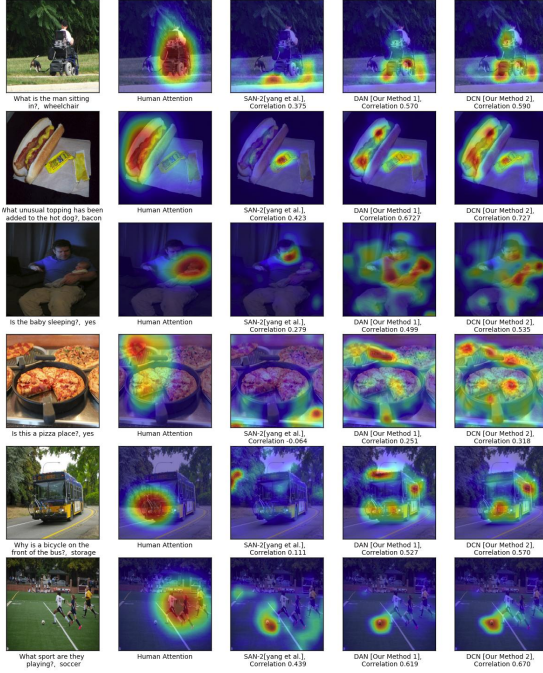 What is the man sitting
in?, wheelchair
Human Attention
SAN-2[yang et al.],
Correlation 0.375
DAN [Our Method 1],
Correlation 0.570
DCN [Our Method 2],
Correlation 0.590
What unusual topping has been
added to the hot dog?, bacon
Human Attention
SAN-2[yang et al.],
Correlation 0.423
DAN [Our Method 1],
Correlation 0.6727
DCN [Our Method 2],
Correlation 0.727
Is the baby sleeping?, yes
Human Attention
SAN-2[yang et al.],
Correlation 0.279
DAN [Our Method 1],
Correlation 0.499
DCN [Our Method 2],
Correlation 0.535
Is this a pizza place?, yes
Human Attention
SAN-2[yang et al.],
Correlation -0.064
DAN [Our Method 1],
Correlation 0.251
DCN [Our Method 2],
Correlation 0.318
Why is a bicycle on the
front of the bus?, storage
Human Attention
SAN-2[yang et al.],
Correlation 0.111
DAN [Our Method 1],
Correlation 0.527
DCN [Our Method 2],
Correlation 0.570
What sport are they
playing?, soccer
Human Attention
SAN-2[yang et al.],
Correlation 0.439
DAN [Our Method 1],
Correlation 0.619
DCN [Our Method 2],
Correlation 0.670